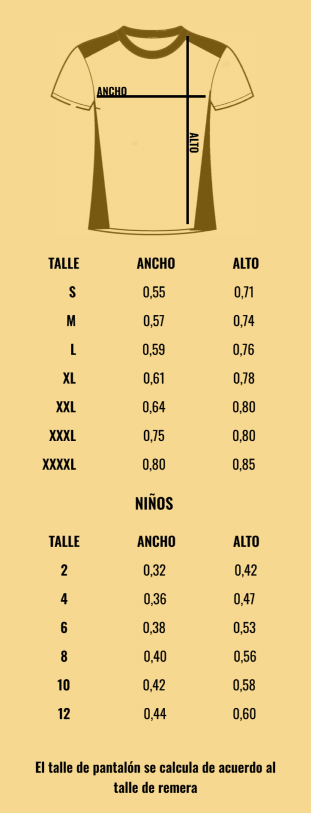 ANCHO
ALTO
TALLE ANCHO ALTO
S 0,55 0,71
M 0,57 0,74
L 0,59 0,76
XL 0,61 0,78
XXL 0,64 0,80
XXXL 0,75 0,80
XXXXL 0,80 0,85
NIÑOS
TALLE ANCHO ALTO
2 0,32 0,42
4 0,36 0,47
6 0,38 0,53
8 0,40 0,56
10 0,42 0,58
12 0,44 0,60
El talle de pantalón se calcula de acuerdo al
talle de remera